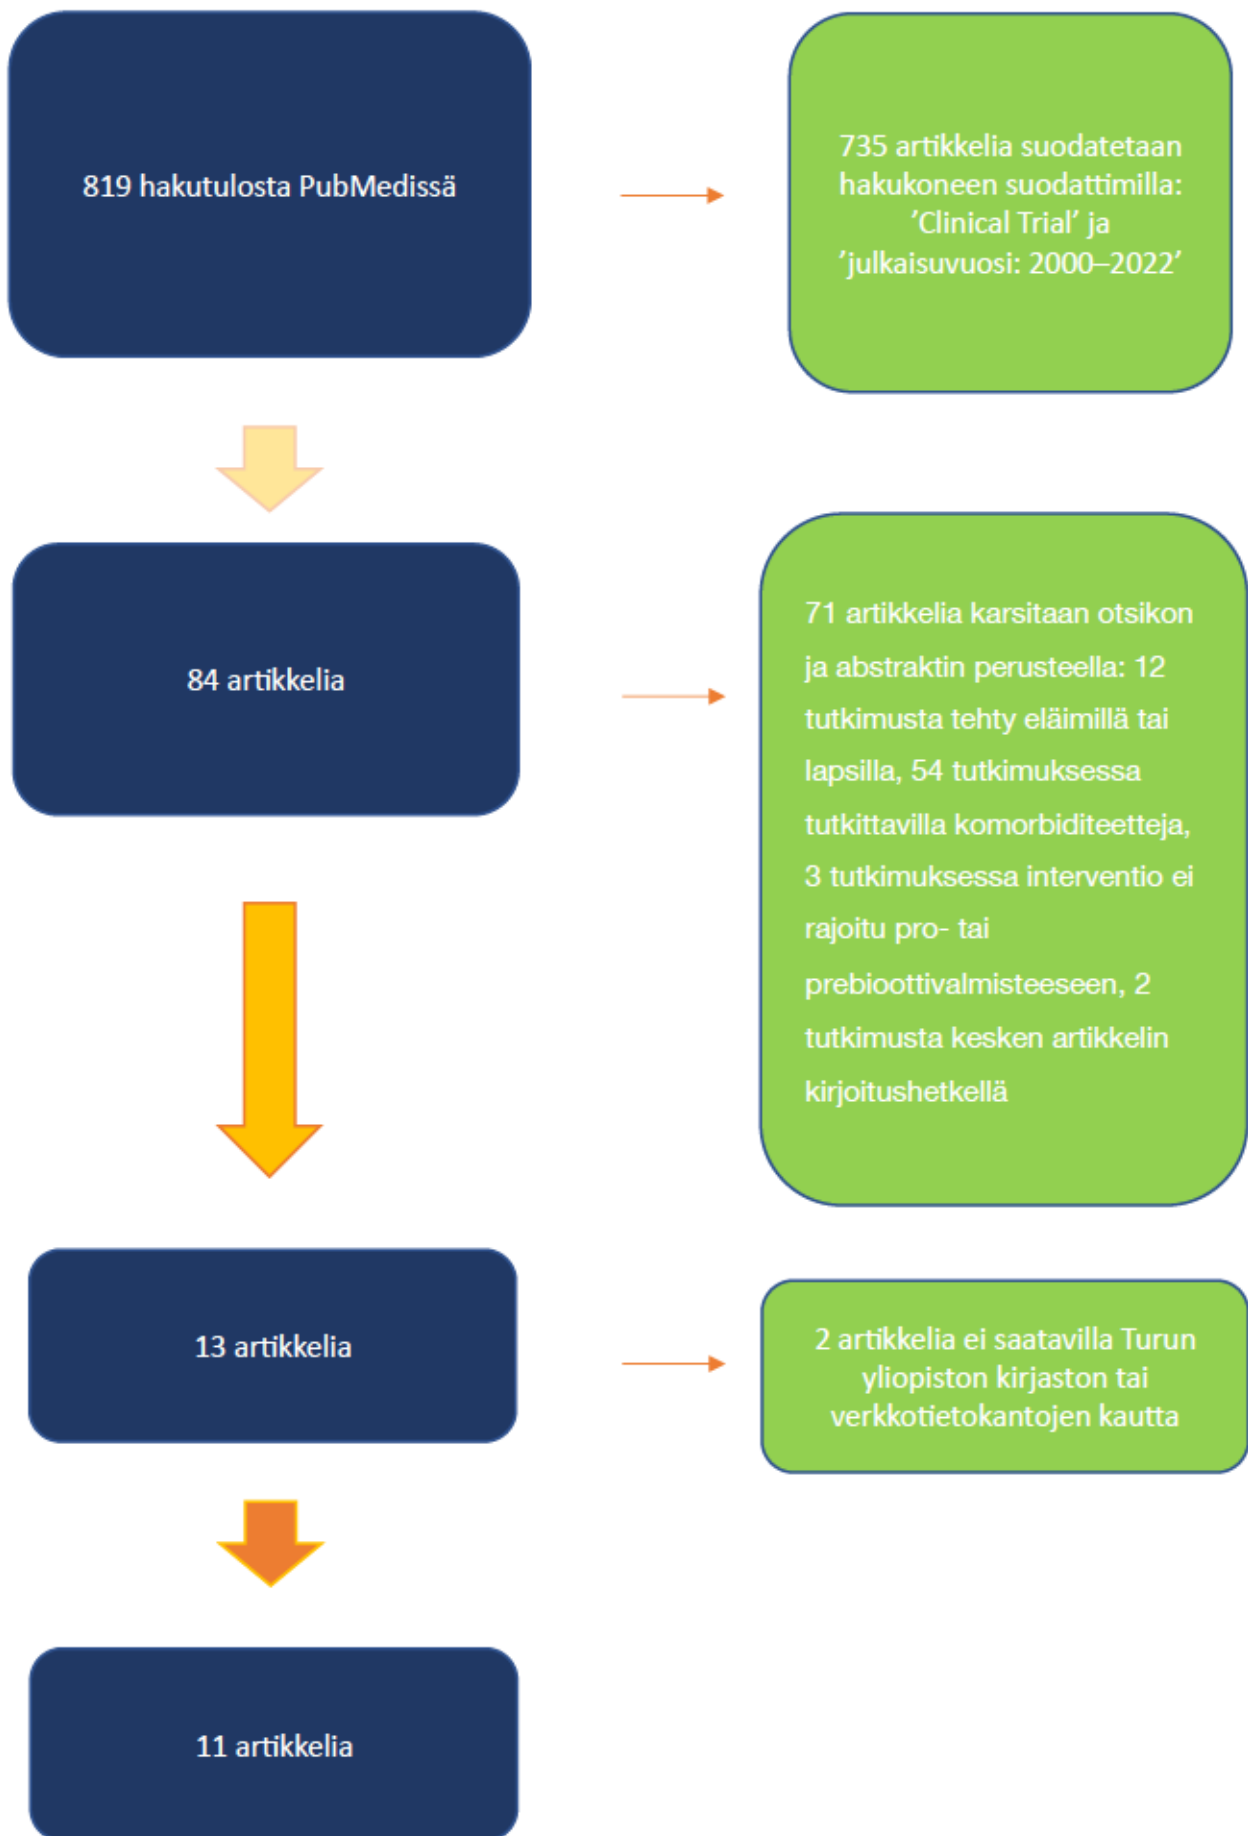 819 hakutulosta PubMedissä
735 artikkelia suodatetaan
hakukoneen suodattimilla:
’Clinical Trial’ ja
’julkaisuvuosi: 2000–2022’
84 artikkelia
71 artikkelia karsitaan otsikon
ja abstraktin perusteella: 12
tutkimusta tehty eläimillä tai
lapsilla, 54 tutkimuksessa
tutkittavilla komorbiditeetteja,
3 tutkimuksessa interventio ei
rajoitu pro- tai
prebioottivalmisteeseen, 2
tutkimusta kesken artikkelin
kirjoitushetkellä
13 artikkelia
2 artikkelia ei saatavilla Turun
yliopiston kirjaston tai
verkkotietokantojen kautta
11 artikkelia